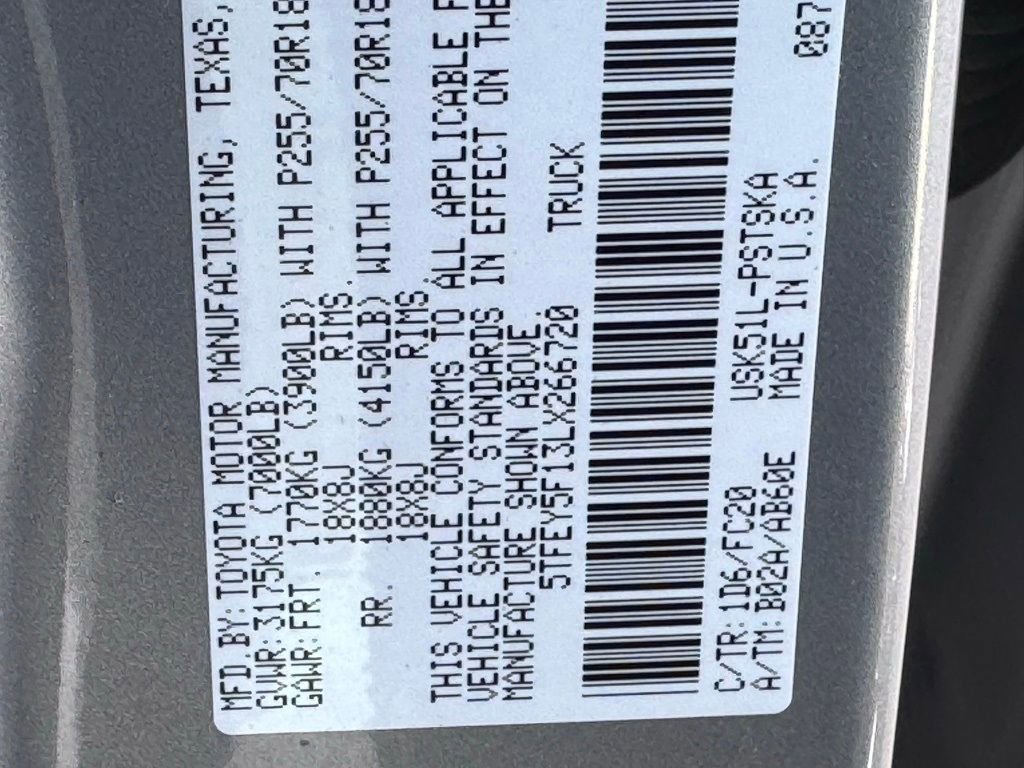 MFD.BY:TOYOTA MOTOR MANUFACTURING, TEXAS,
GVWR:3175KG (7000LB)
GAWR:FRT. 1770KG (3900LB) WITH P255/70R18
18X8J RIMS.
RR. 1880KG (4150LB) WITH P255/70R18
18X8J RIMS
THIS VEHICLE CONFORMS TO ALL APPLICABLE F
VEHICLE SAFETY STANDARDS IN EFFECT ON THE
MANUFACTURE SHOWN ABOVE.
5TFEY5F13LX266720 TRUCK
087
C/TR:1D6/FC20 USK51L-PSTSKA
A/TM:B02A/AB60E MADE IN U.S.A.